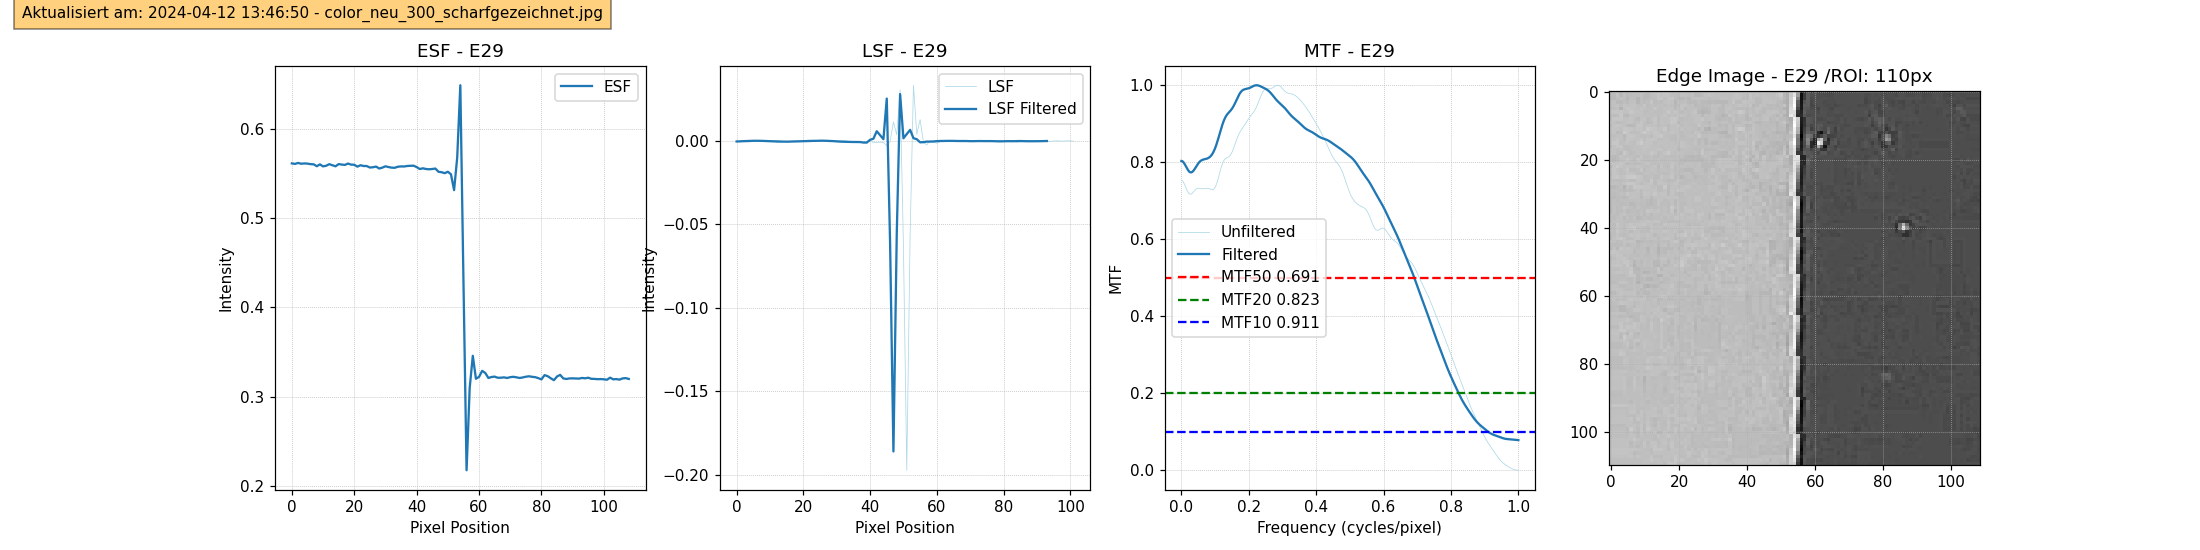 Aktualisiert am: 2024-04-12 13:46:50 - color_neu_300_scharfgezeichnet.jpg
ESF - E29
ESF
Intensity
0.6
0.5
0.4
0.3
0.2
0 20 40 60 80 100
Pixel Position
LSF - E29
LSF
LSF Filtered
Intensity
0.00
−0.05
−0.10
−0.15
−0.20
0 20 40 60 80 100
Pixel Position
MTF - E29
Unfiltered
Filtered
MTF50 0.691
MTF20 0.823
MTF10 0.911
MTF
1.0
0.8
0.6
0.4
0.2
0.0
0.0 0.2 0.4 0.6 0.8 1.0
Frequency (cycles/pixel)
Edge Image - E29 /ROI: 110px
0
20
40
60
80
100
0 20 40 60 80 100